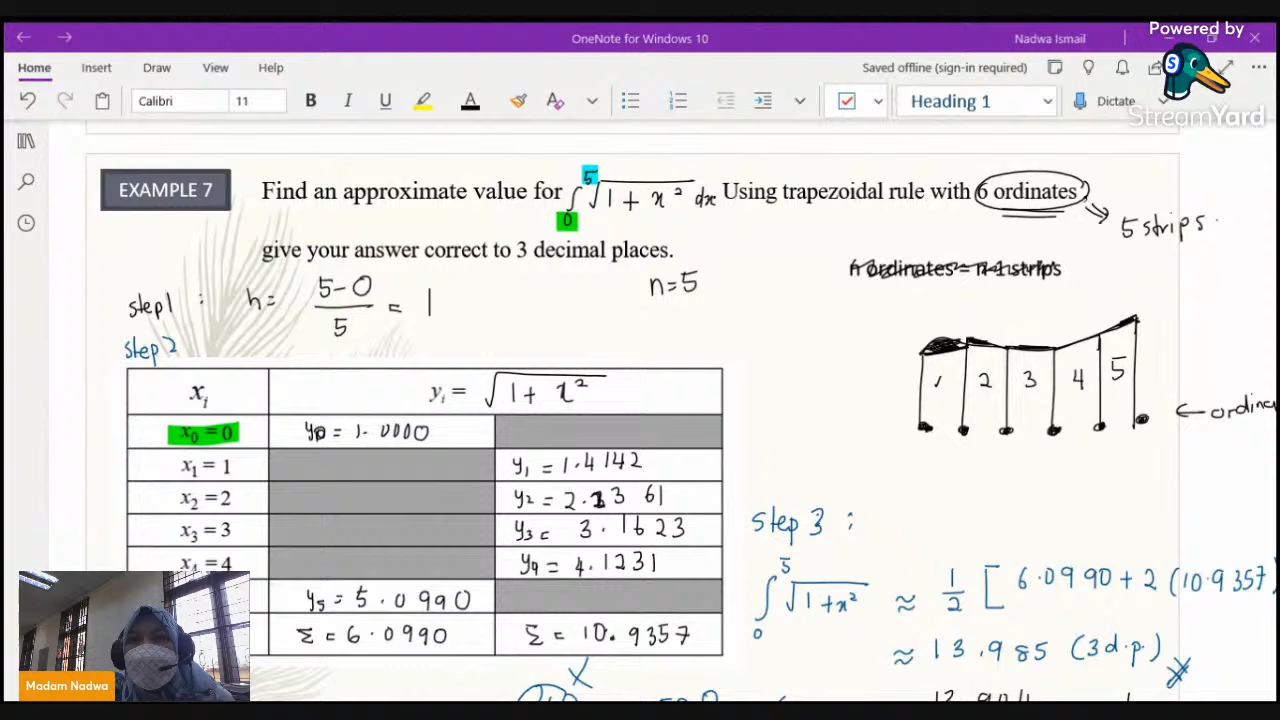 Powered by
OneNote for Windows 10
Nadwa Ismail
StreamYard
Home Insert Draw View Help
Saved offline (sign-in required)
Calibri 11 B I U A Heading 1 Dictate
EXAMPLE 7
Find an approximate value for ∫₀⁵ √(1 + x²) dx Using trapezoidal rule with 6 ordinates,
→ 5 strips.
give your answer correct to 3 decimal places.
n ordinates = n-1 strips
step 1 : h = (5-0)/5 = 1
n=5
step 2
xᵢ yᵢ = √(1 + x²)
x₀ = 0 y₀ = 1.0000
x₁ = 1 y₁ = 1.4142
x₂ = 2 y₂ = 2.2361
x₃ = 3 y₃ = 3.1623
x₄ = 4 y₄ = 4.1231
y₅ = 5.0990
Σ = 6.0990 Σ = 10.9357
1 2 3 4 5
step 3 :
∫₀⁵ √(1+x²) ≈ 1/2 [ 6.0990 + 2 (10.9357)
≈ 13.985 (3 d.p.)
Madam Nadwa